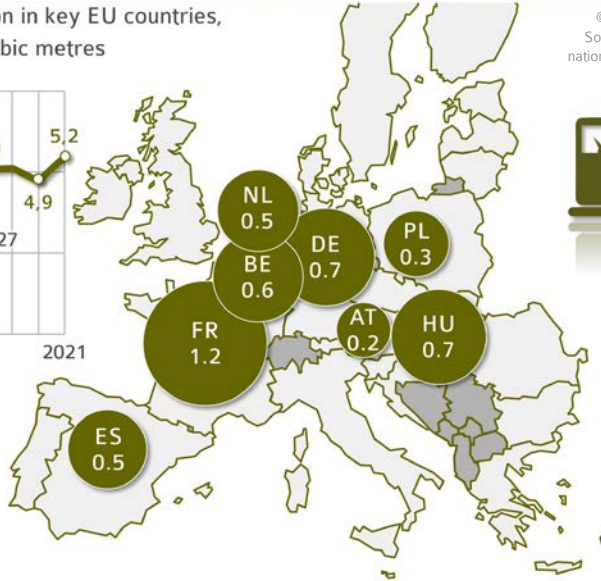 in key EU countries,
bic metres
©
So
nation
5,2
4,9
27
2021
NL
0.5
DE
0.7
PL
0.3
BE
0.6
FR
1.2
AT
0.2
HU
0.7
ES
0.5